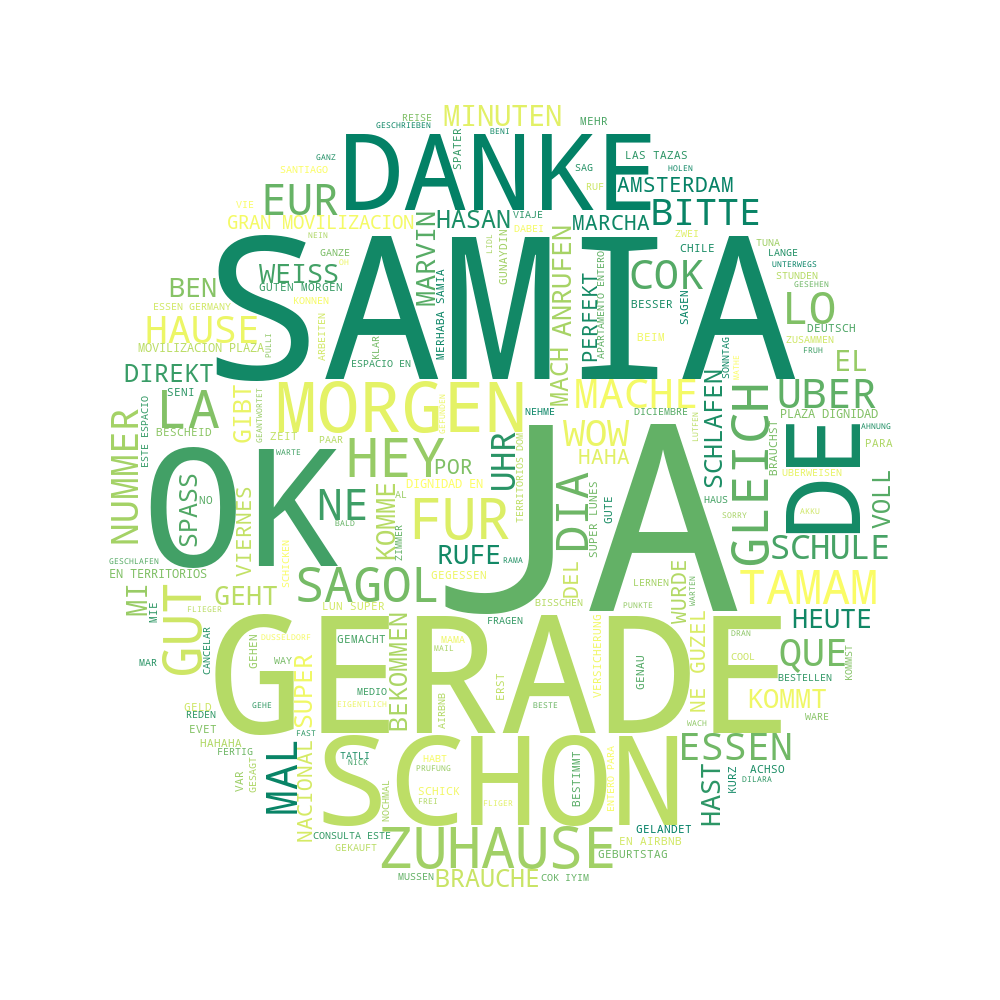 REISE
GESCHRIEBEN
MINUTEN
BENI
MEHR
GANZ
DANKE
SPATER
SAG
LAS TAZAS
HOLEN
SANTIAGO
EUR
RUF
AMSTERDAM
VIE
GRAN MOVILIZACION
MARVIN
HASAN
VIAJE
MARCHA
BITTE
NEIN
DABEI
ZWEI
TUNA
SAMIA
WEISS
GANZE
LIDL
GUNAYDIN
CHILE
LANGE
UNTERWEGS
BEN
GUTEN MORGEN
MERHABA SAMIA
MACH ANRUFEN
PERFEKT
APARTAMENTO ENTERO
COK
STUNDEN
GESEHEN
ESSEN GERMANY
KONNEN
BESSER
SAGEN
LO
HAUSE
ARBEITEN
KLAR
BEIM
DEUTSCH
MOVILIZACION PLAZA
PULLI
ESPACIO EN
SONNTAG
ZUSAMMEN
FRUH
DIREKT
SENI
MORGEN
MACHE
SCHLAFEN
EL
UBER
ESTE ESPACIO
LA
GIBT
GEANTWORTET
NEHME
DICIEMBRE
GLEICH
PLAZA DIGNIDAD
NUMMER
BESCHEID
ZEIT
PAAR
WOW
LUTFEN
BRAUCHST
DE
AHNUNG
PARA
OK
WARTE
HEY
POR
UHR
HAHA
VOLL
SPASS
NO
NE
DIGNIDAD EN
TERRITORIOS DOM
DIA
SUPER LUNES
GUTE
HAUS
UBERWEISEN
VIERNES
AL
JA
AKKU
KOMME
BALD
ZIMMER
FUR
SORRY
SCHULE
GESCHLAFEN
EN TERRITORIOS
SCHICKEN
RUFE
RAMA
GEGESSEN
DEL
LERNEN
WARTEN
WURDE
TAMAM
MI
MIE
GUT
GEHT
SAGOL
BISSCHEN
PUNKTE
FLIEGER
LUN SUPER
FRAGEN
HEUTE
CANCELAR
GEHEN
DUSSELDORF
GEMACHT
BEKOMMEN
MAMA
MAIL
GERADE
VERSICHERUNG
GENAU
NE GUZEL
DRAN
COOL
QUE
KOMMST
MAR
WAY
SUPER
MEDIO
ERST
BESTELLEN
GELD
GEHE
EIGENTLICH
AIRBNB
BESTE
KOMMT
REDEN
WARE
EVET
FAST
WACH
HAHAHA
FERTIG
MAL
NACIONAL
TATLI
NICK
SCHON
HABT
PRUFUNG
BESTIMMT
ENTERO PARA
ESSEN
VAR
GESAGT
NOCHMAL
SCHICK
FREI
FLIGER
HAST
KURZ
ACHSO
DILARA
CONSULTA ESTE
GELANDET
GEKAUFT
ZUHAUSE
EN AIRBNB
GEBURTSTAG
MUSSEN
BRAUCHE
COK IYIM